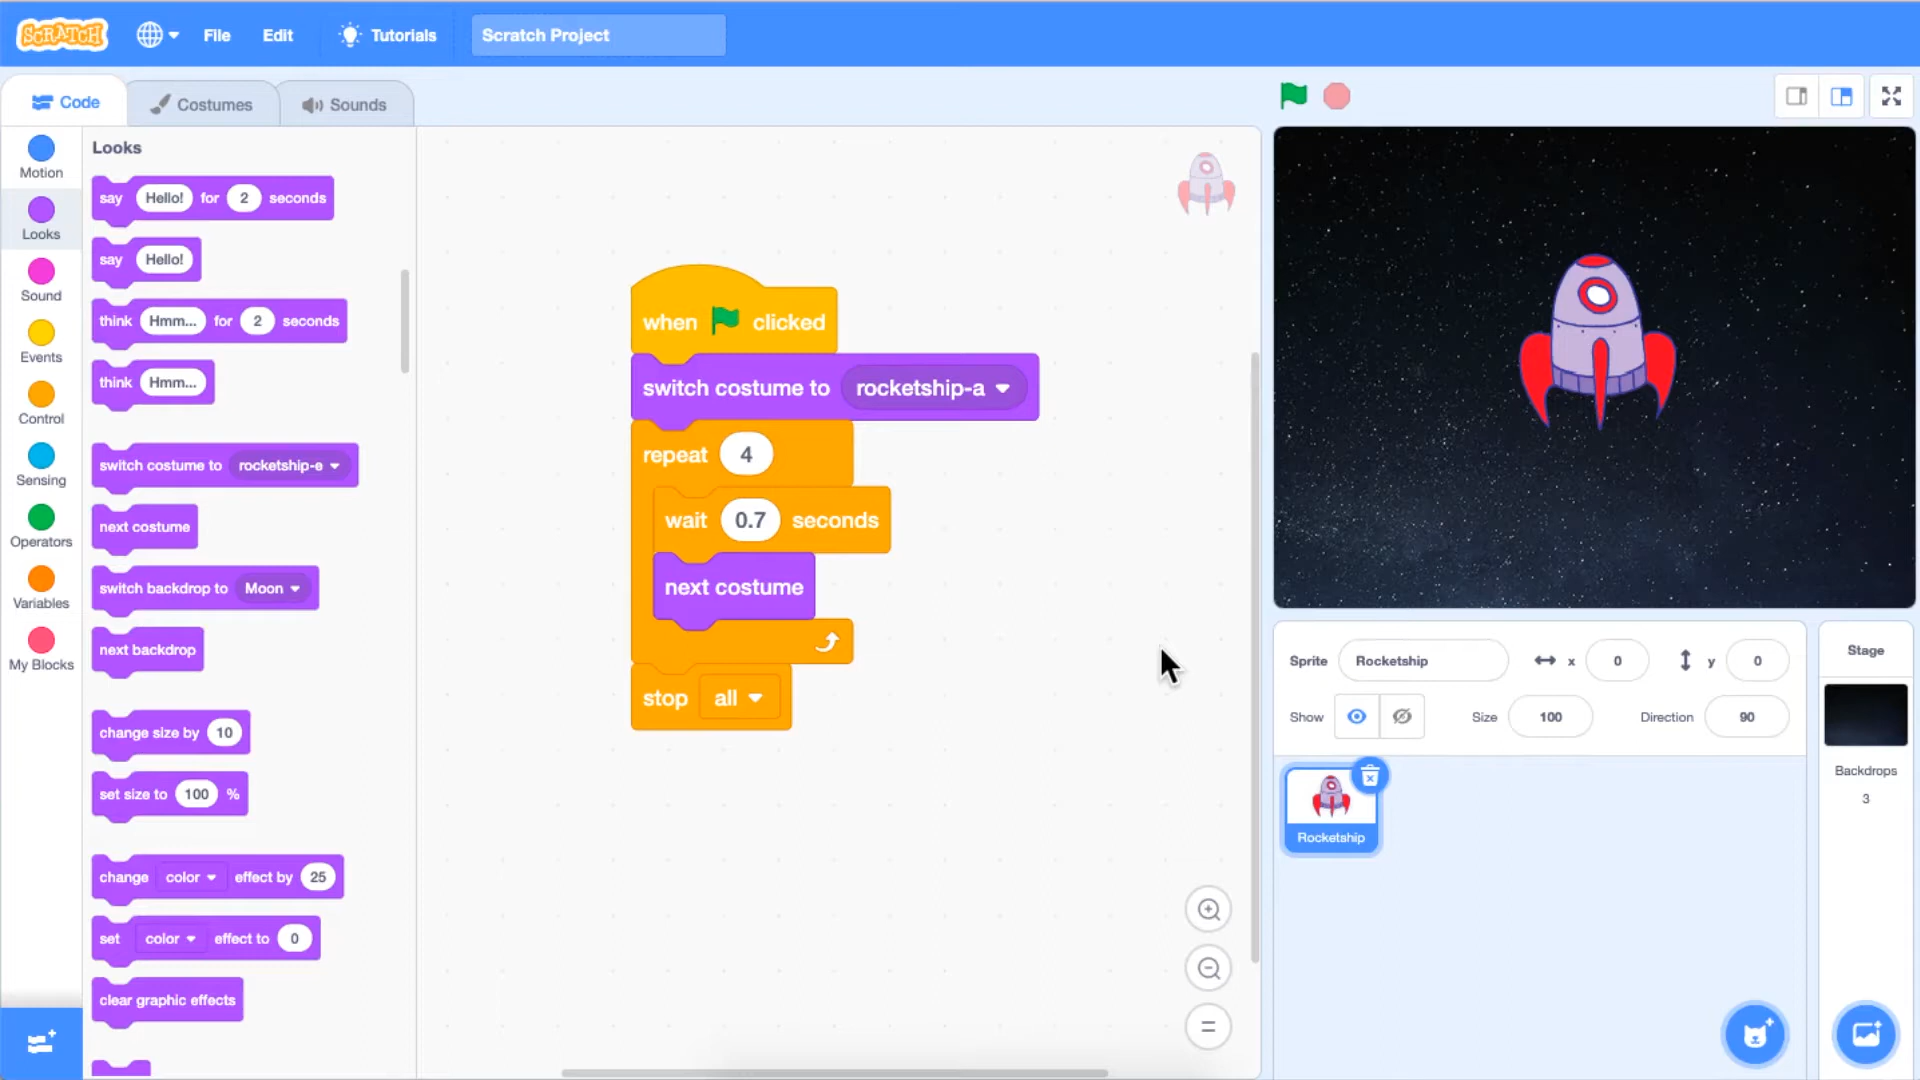 SCRATCH File Edit Tutorials Scratch Project
Code Costumes Sounds
Motion
Looks
Sound
Events
Control
Sensing
Operators
Variables
My Blocks
Looks
say Hello! for 2 seconds
say Hello!
think Hmm... for 2 seconds
think Hmm...
switch costume to rocketship-e
next costume
switch backdrop to Moon
next backdrop
change size by 10
set size to 100 %
change color effect by 25
set color effect to 0
clear graphic effects
when clicked
switch costume to rocketship-a
repeat 4
wait 0.7 seconds
next costume
stop all
Sprite Rocketship x 0 y 0
Show Size 100 Direction 90
Rocketship
Stage
Backdrops
3